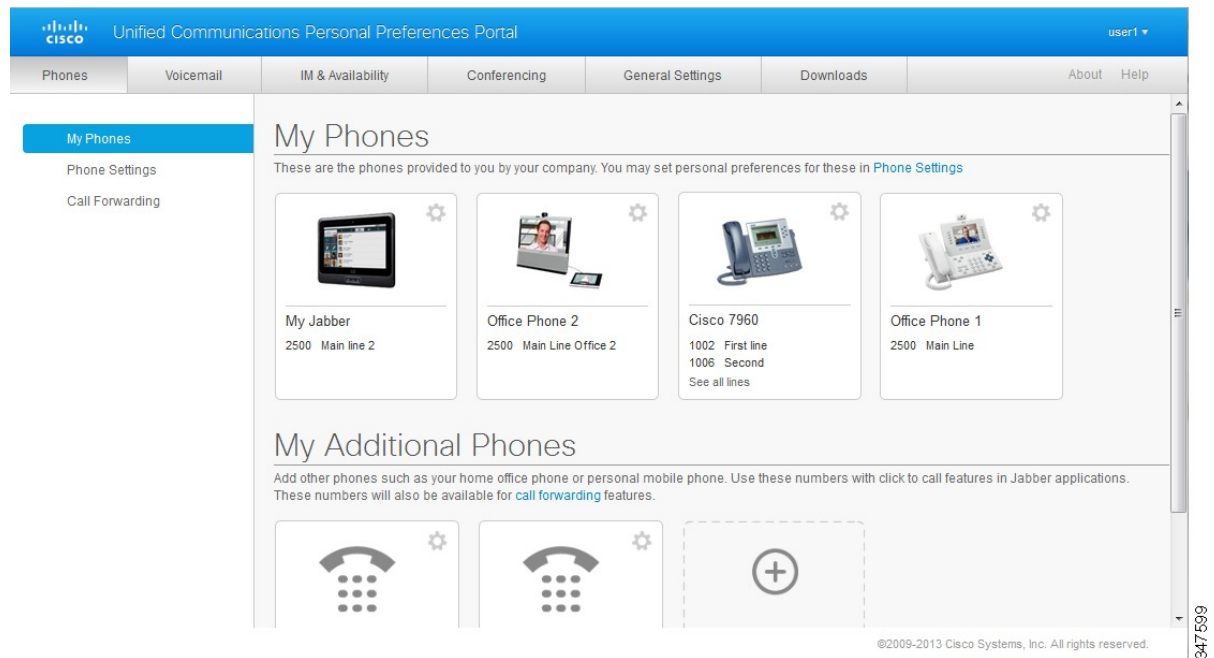 CISCO Unified Communications Personal Preferences Portal user1
Phones Voicemail IM & Availability Conferencing General Settings Downloads About Help
My Phones
Phone Settings
Call Forwarding
My Phones
These are the phones provided to you by your company. You may set personal preferences for these in Phone Settings
My Jabber
2500 Main line 2
Office Phone 2
2500 Main Line Office 2
Cisco 7960
1002 First line
1006 Second
See all lines
Office Phone 1
2500 Main Line
My Additional Phones
Add other phones such as your home office phone or personal mobile phone. Use these numbers with click to call features in Jabber applications.
These numbers will also be available for call forwarding features.
©2009-2013 Cisco Systems, Inc. All rights reserved.
347599